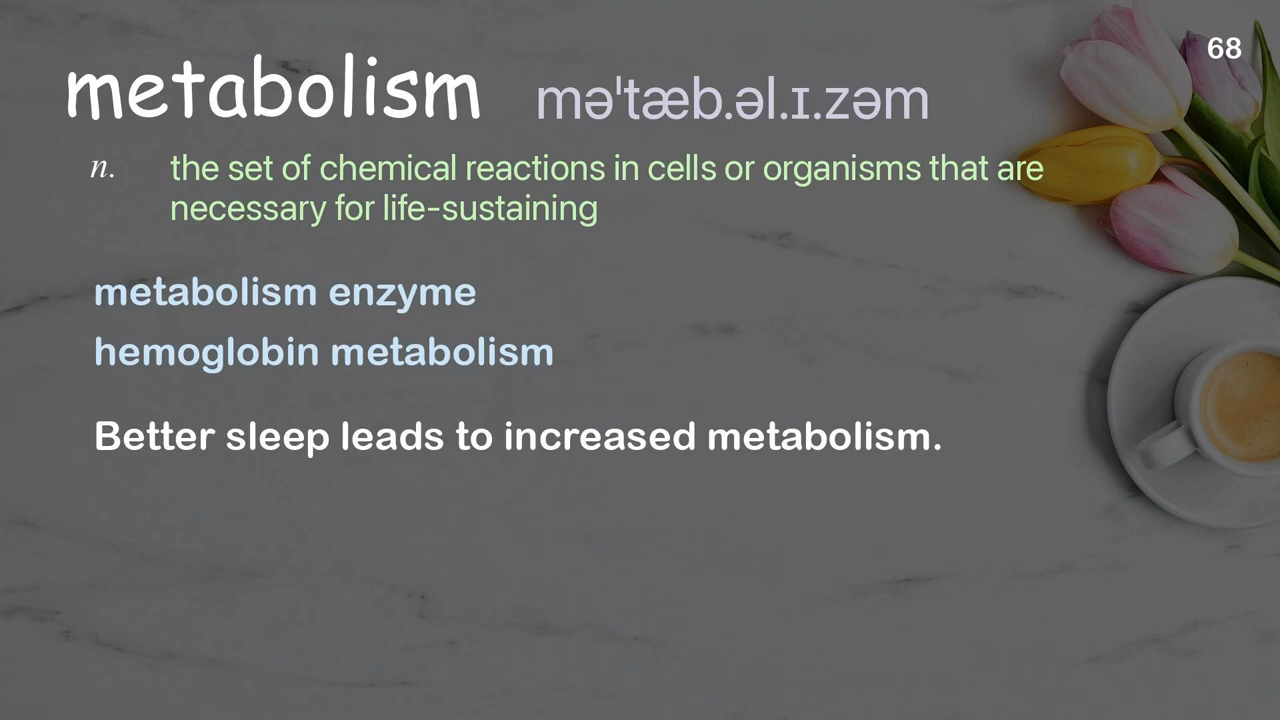 68
metabolism məˈtæb.əl.ɪ.zəm
n. the set of chemical reactions in cells or organisms that are
necessary for life-sustaining
metabolism enzyme
hemoglobin metabolism
Better sleep leads to increased metabolism.